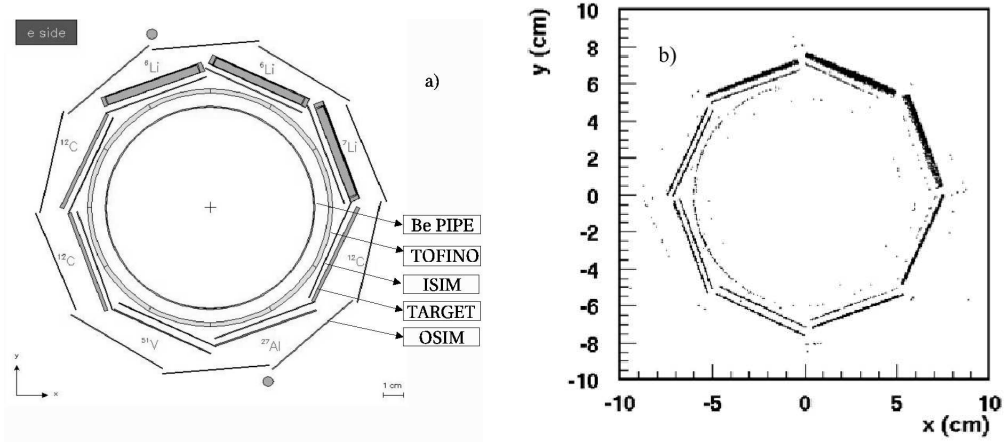 e side
a)
⁶Li
⁶Li
⁷Li
¹²C
¹²C
¹²C
⁵¹V
²⁷Al
Be PIPE
TOFINO
ISIM
TARGET
OSIM
y
x
1 cm
b)
y (cm)
10
8
6
4
2
0
-2
-4
-6
-8
-10
-10 -5 0 5 10
x (cm)